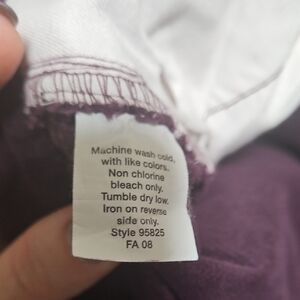 Machine wash cold,
with like colors.
Non chlorine
bleach only.
Tumble dry low.
Iron on reverse
side only.
Style 95825
FA 08